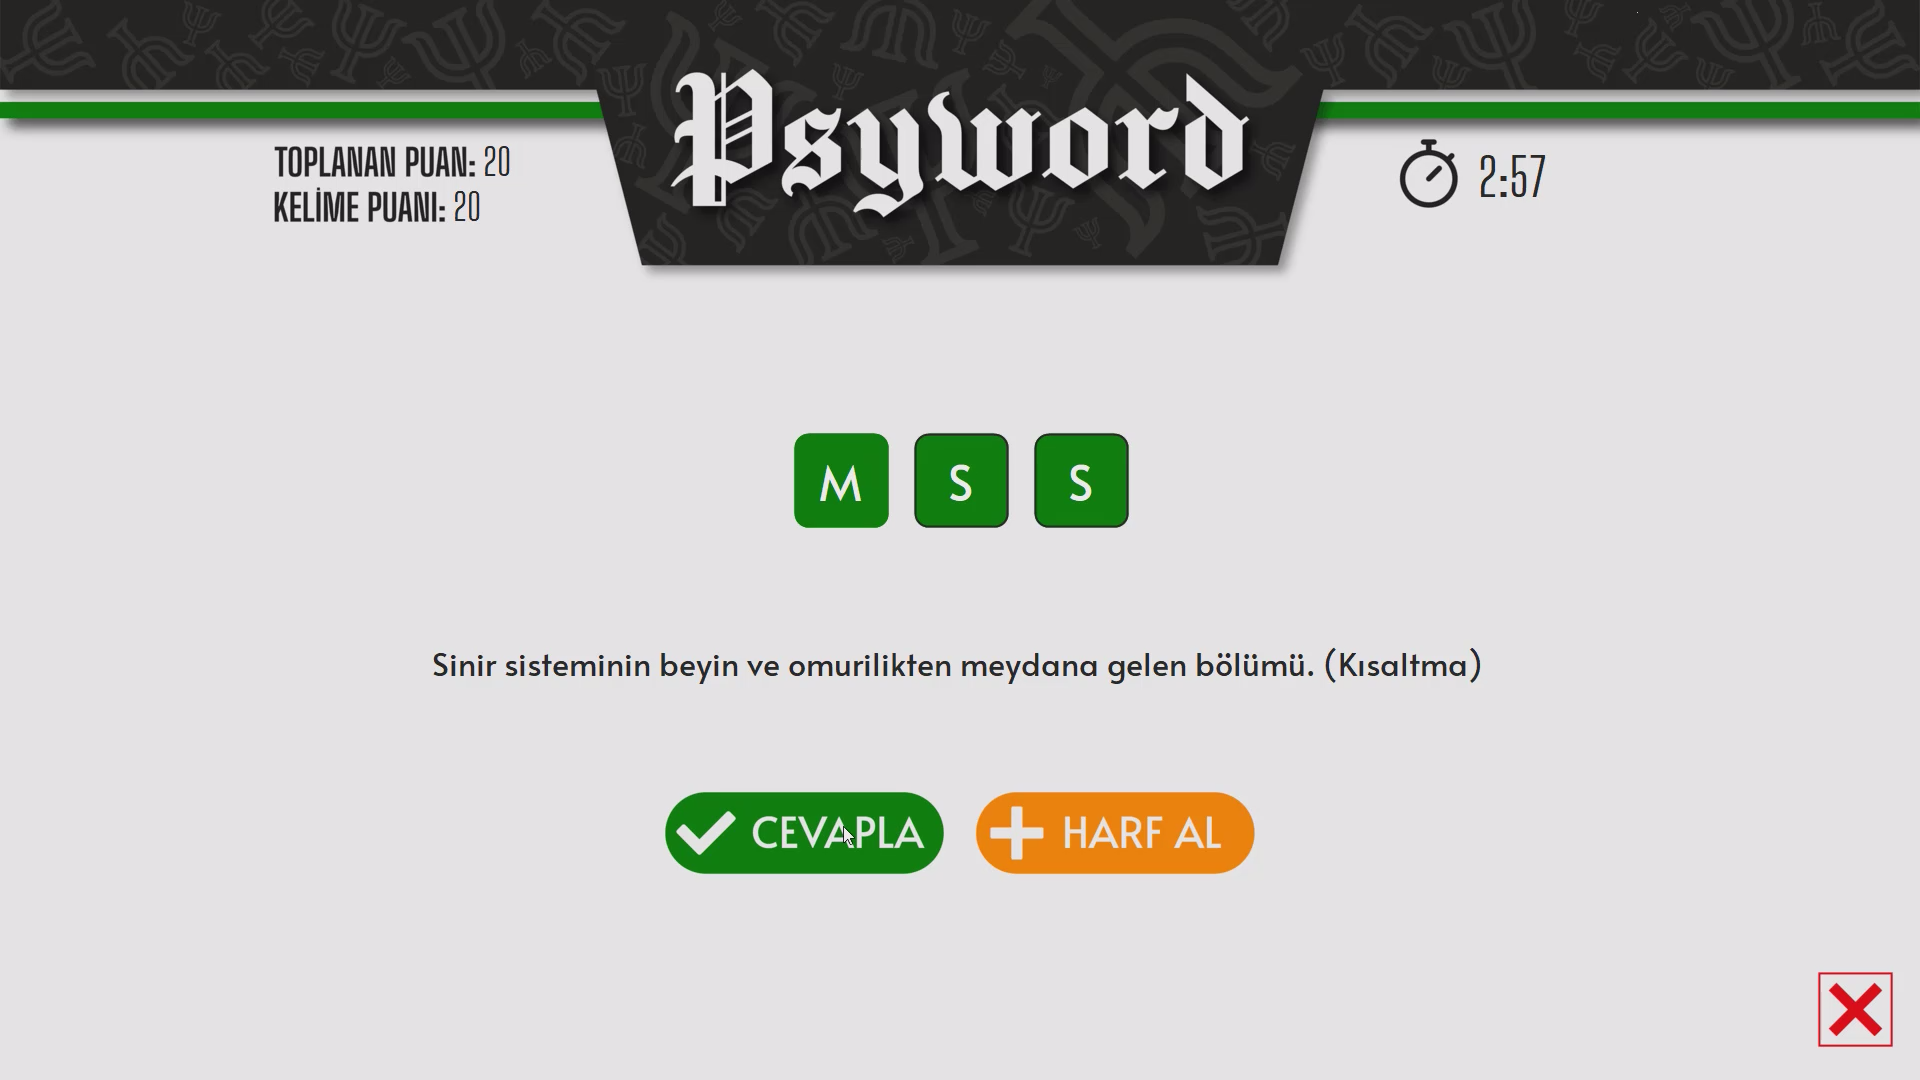 Psyword
TOPLANAN PUAN: 20
KELİME PUANI: 20
2:57
M S S
Sinir sisteminin beyin ve omurilikten meydana gelen bölümü. (Kısaltma)
CEVAPLA
HARF AL